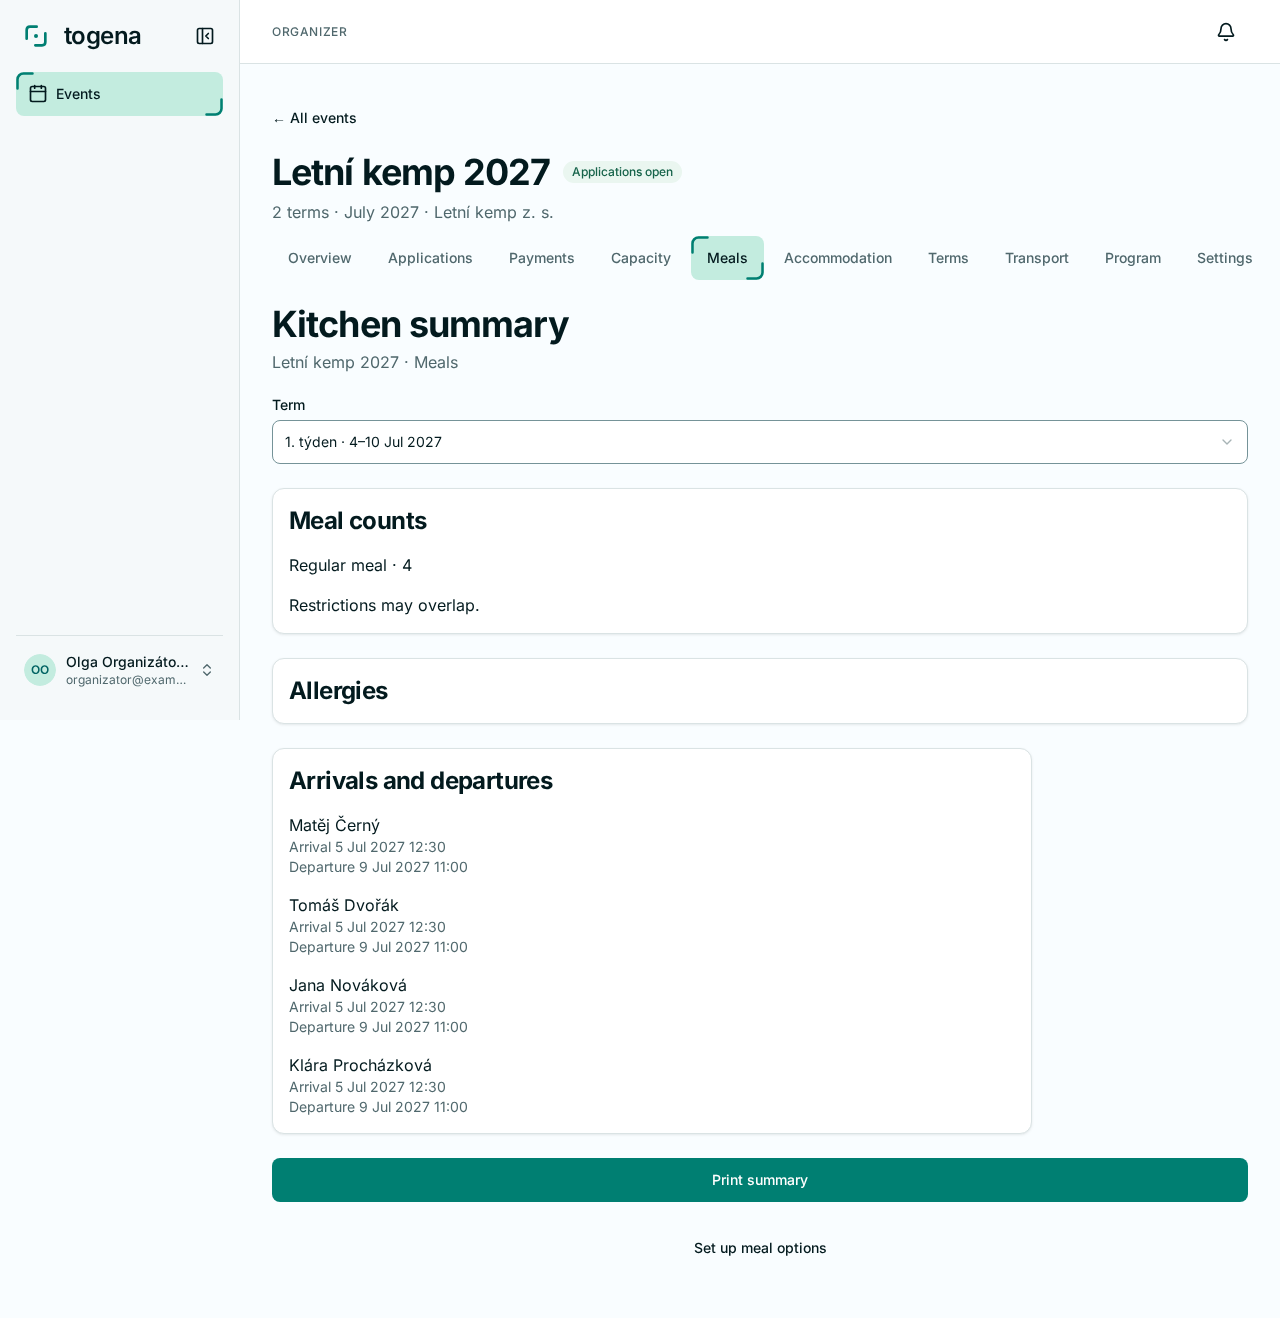 togena
ORGANIZER
Events
← All events
Letní kemp 2027
Applications open
2 terms · July 2027 · Letní kemp z. s.
Overview
Applications
Payments
Capacity
Meals
Accommodation
Terms
Transport
Program
Settings
Kitchen summary
Letní kemp 2027 · Meals
Term
1. týden · 4–10 Jul 2027
Meal counts
Regular meal · 4
Restrictions may overlap.
Allergies
Arrivals and departures
Matěj Černý
Arrival 5 Jul 2027 12:30
Departure 9 Jul 2027 11:00
Tomáš Dvořák
Arrival 5 Jul 2027 12:30
Departure 9 Jul 2027 11:00
Jana Nováková
Arrival 5 Jul 2027 12:30
Departure 9 Jul 2027 11:00
Klára Procházková
Arrival 5 Jul 2027 12:30
Departure 9 Jul 2027 11:00
Print summary
Set up meal options
OO
Olga Organizáto...
organizator@exam...